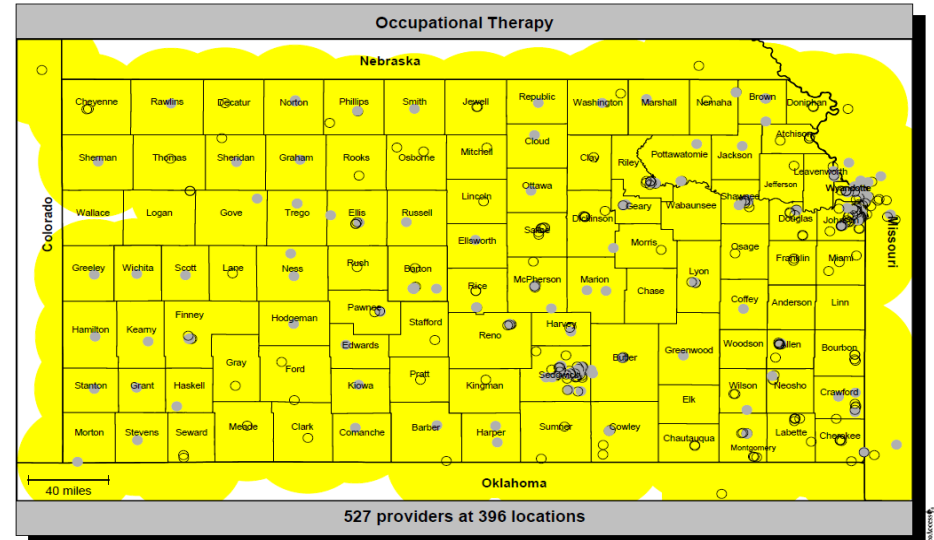 Occupational Therapy
Nebraska
Cheyenne Rawlins Decatur Norton Phillips Smith Jewell Republic Washington Marshall Nemaha Brown Doniphan
Atchison
Sherman Thomas Sheridan Graham Rooks Osborne Mitchell Cloud Clay Riley Pottawatomie Jackson
Leavenworth
Jefferson
Wyandotte
Wallace Logan Gove Trego Ellis Russell Lincoln Ottawa Dickinson Geary Wabaunsee Shawnee Douglas Johnson
Colorado
Missouri
Ellsworth Saline Morris Osage
Greeley Wichita Scott Lane Ness Rush Barton Rice McPherson Marion Lyon Franklin Miami
Chase
Coffey Anderson Linn
Hamilton Kearny Finney Hodgeman Pawnee Stafford Reno Harvey
Edwards
Gray Ford Butler Greenwood Woodson Allen Bourbon
Stanton Grant Haskell Kiowa Pratt Kingman Sedgwick Wilson Neosho Crawford
Elk
Morton Stevens Seward Meade Clark Comanche Barber Harper Sumner Cowley Chautauqua Montgomery Labette Cherokee
40 miles
Oklahoma
527 providers at 396 locations